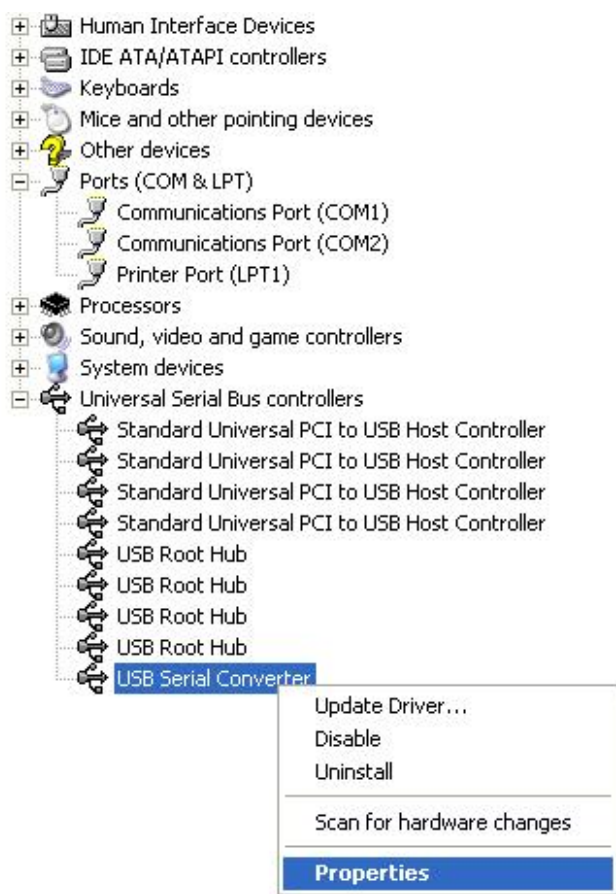 Human Interface Devices
IDE ATA/ATAPI controllers
Keyboards
Mice and other pointing devices
Other devices
Ports (COM & LPT)
Communications Port (COM1)
Communications Port (COM2)
Printer Port (LPT1)
Processors
Sound, video and game controllers
System devices
Universal Serial Bus controllers
Standard Universal PCI to USB Host Controller
Standard Universal PCI to USB Host Controller
Standard Universal PCI to USB Host Controller
Standard Universal PCI to USB Host Controller
USB Root Hub
USB Root Hub
USB Root Hub
USB Root Hub
USB Serial Converter
Update Driver...
Disable
Uninstall
Scan for hardware changes
Properties